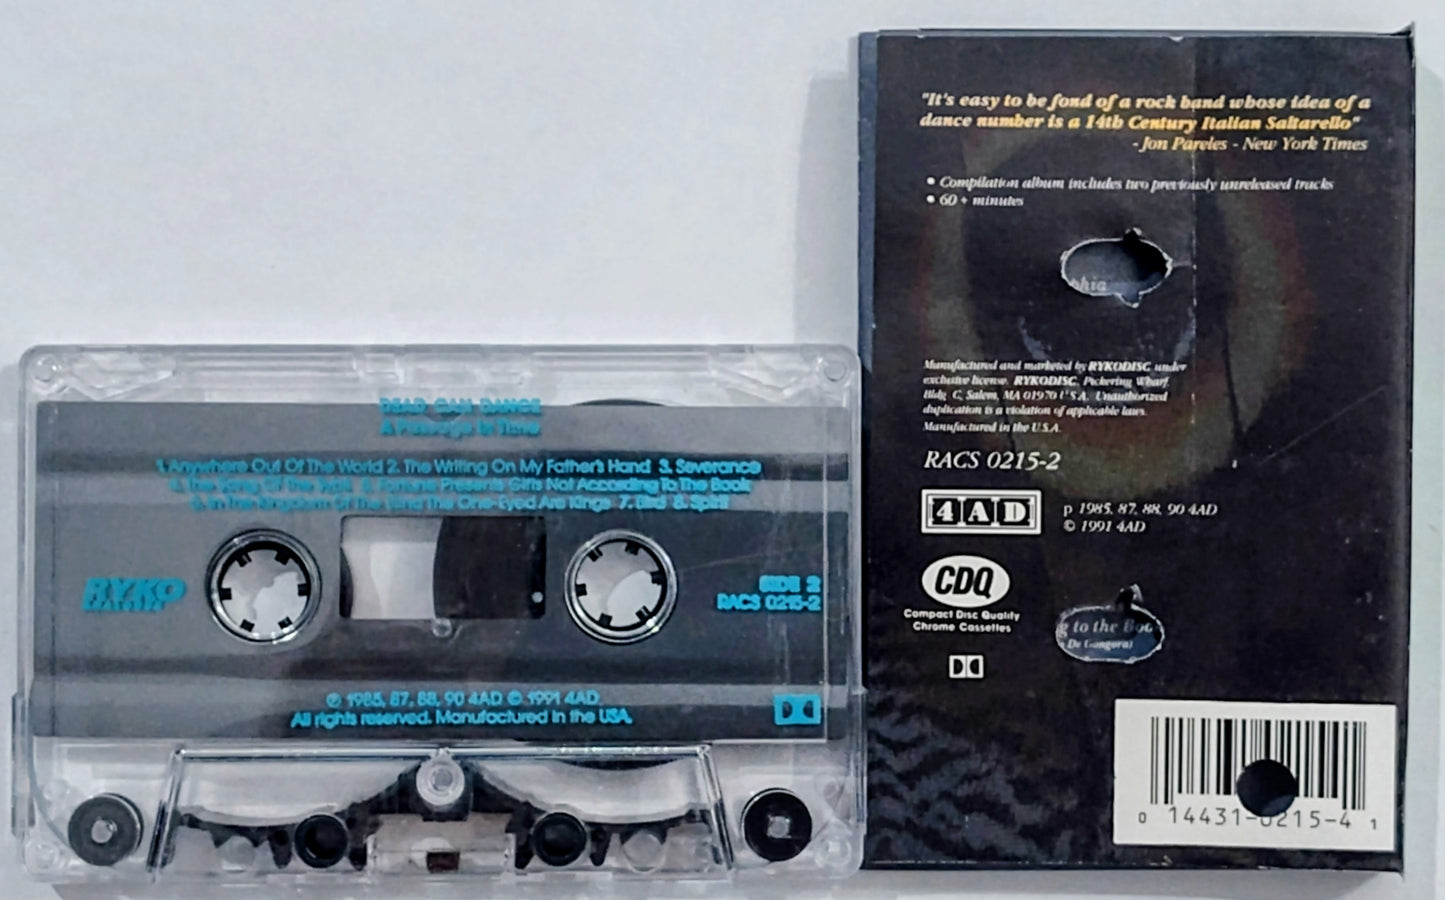 DEAD CAN DANCE
A Passage In Time
1. Anywhere Out Of The World 2. The Writing On My Father's Hand 3. Severance
4. The Song Of The Sybil 5. Fortune Presents Gifts Not According To The Book
6. In The Kingdom Of The Blind The One-Eyed Are Kings 7. Bird 8. Spirit
RYKO
ANALOGUE
SIDE 2
RACS 0215-2
℗ 1985, 87, 88, 90 4AD © 1991 4AD
All rights reserved. Manufactured in the USA.
"It's easy to be fond of a rock band whose idea of a
dance number is a 14th Century Italian Saltarello"
- Jon Pareles - New York Times
• Compilation album includes two previously unreleased tracks
• 60 + minutes
phia
Manufactured and marketed by RYKODISC under
exclusive license. RYKODISC, Pickering Wharf,
Bldg. C, Salem, MA 01970 U.S.A. Unauthorized
duplication is a violation of applicable laws.
Manufactured in the U.S.A.
RACS 0215-2
4AD
p 1985, 87, 88, 90 4AD
© 1991 4AD
CDQ
Compact Disc Quality
Chrome Cassettes
g to the Boo
De Gongora)
0 14431-0215-4 1